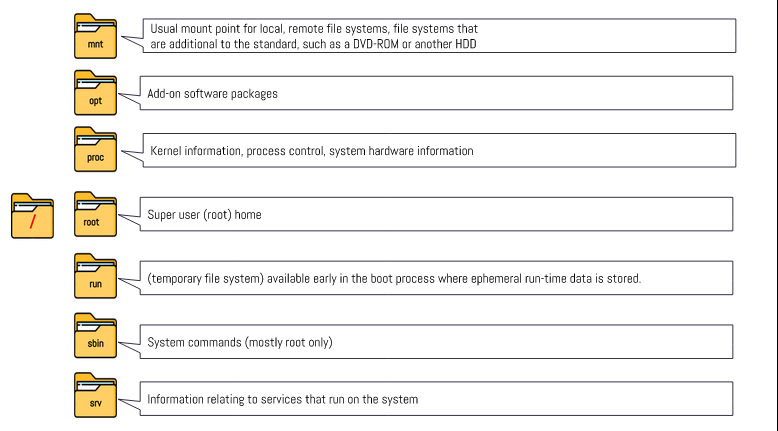 mnt
Usual mount point for local, remote file systems, file systems that
are additional to the standard, such as a DVD-ROM or another HDD
opt
Add-on software packages
proc
Kernel information, process control, system hardware information
/
root
Super user (root) home
run
(temporary file system) available early in the boot process where ephemeral run-time data is stored.
sbin
System commands (mostly root only)
srv
Information relating to services that run on the system